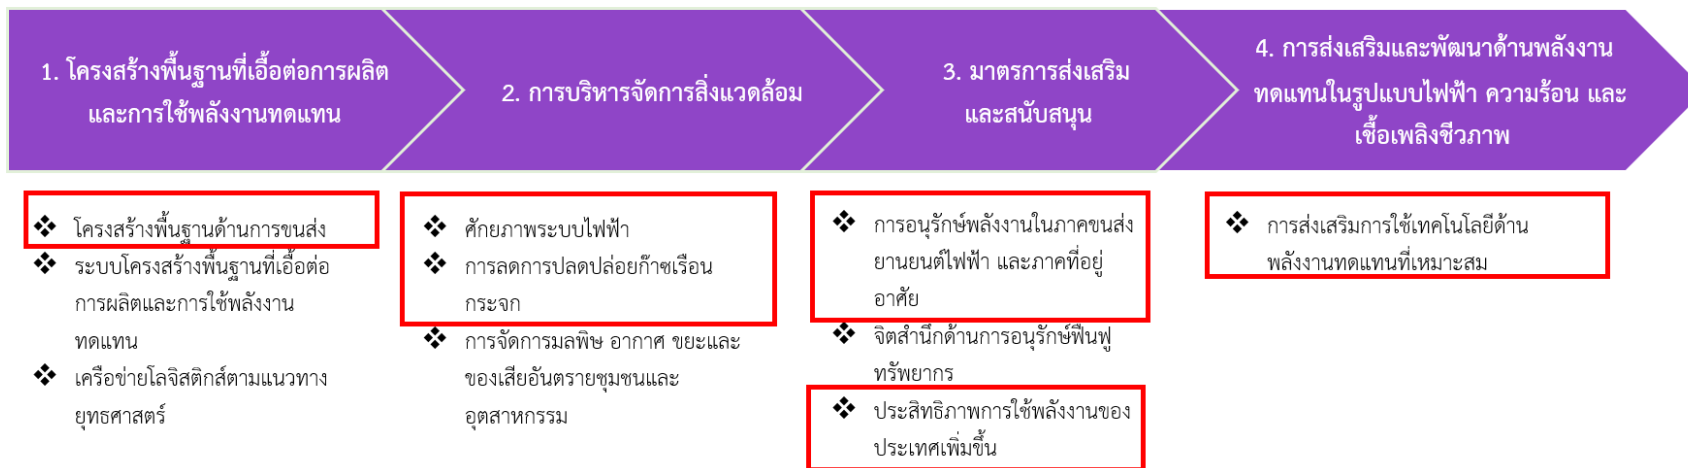 1. โครงสร้างพื้นฐานที่เอื้อต่อการผลิต
และการใช้พลังงานทดแทน
2. การบริหารจัดการสิ่งแวดล้อม
3. มาตรการส่งเสริม
และสนับสนุน
4. การส่งเสริมและพัฒนาด้านพลังงาน
ทดแทนในรูปแบบไฟฟ้า ความร้อน และ
เชื้อเพลิงชีวภาพ
❖ โครงสร้างพื้นฐานด้านการขนส่ง
❖ ระบบโครงสร้างพื้นฐานที่เอื้อต่อ
การผลิตและการใช้พลังงาน
ทดแทน
❖ เครือข่ายโลจิสติกส์ตามแนวทาง
ยุทธศาสตร์
❖ ศักยภาพระบบไฟฟ้า
❖ การลดการปลดปล่อยก๊าซเรือน
กระจก
❖ การจัดการมลพิษ อากาศ ขยะและ
ของเสียอันตรายชุมชนและ
อุตสาหกรรม
❖ การอนุรักษ์พลังงานในภาคขนส่ง
ยานยนต์ไฟฟ้า และภาคที่อยู่
อาศัย
❖ จิตสำนึกด้านการอนุรักษ์ฟื้นฟู
ทรัพยากร
❖ ประสิทธิภาพการใช้พลังงานของ
ประเทศเพิ่มขึ้น
❖ การส่งเสริมการใช้เทคโนโลยีด้าน
พลังงานทดแทนที่เหมาะสม